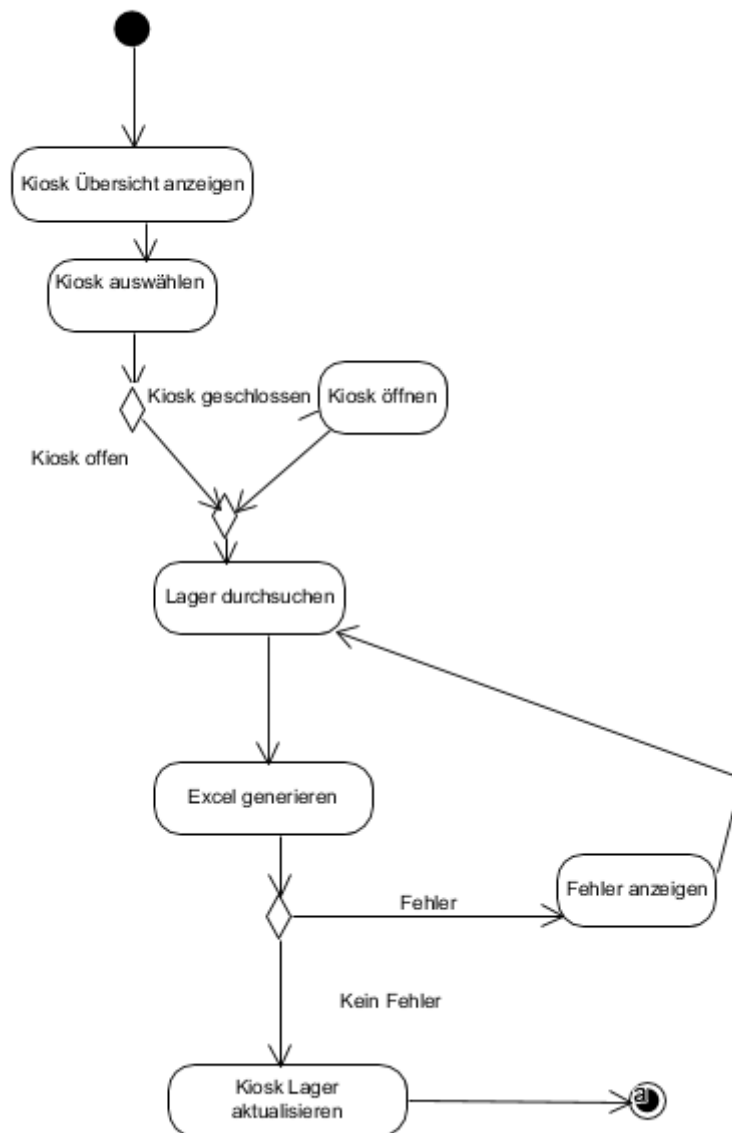 Kiosk Übersicht anzeigen
Kiosk auswählen
Kiosk geschlossen
Kiosk öffnen
Kiosk offen
Lager durchsuchen
Excel generieren
Fehler
Fehler anzeigen
Kein Fehler
Kiosk Lager
aktualisieren
a